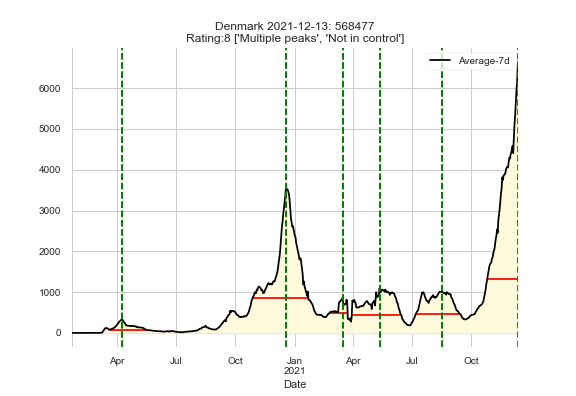 Denmark 2021-12-13: 568477
Rating:8 ['Multiple peaks', 'Not in control']
Average-7d
6000
5000
4000
3000
2000
1000
0
Apr Jul Oct Jan Apr Jul Oct
2021
Date